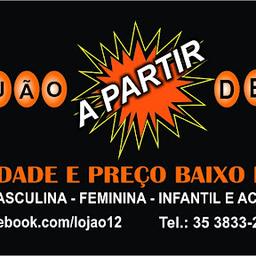 JÃO A PARTIR DE
DADE E PREÇO BAIXO
ASCULINA - FEMININA - INFANTIL E AC
ebook.com/lojao12 Tel.: 35 3833-2